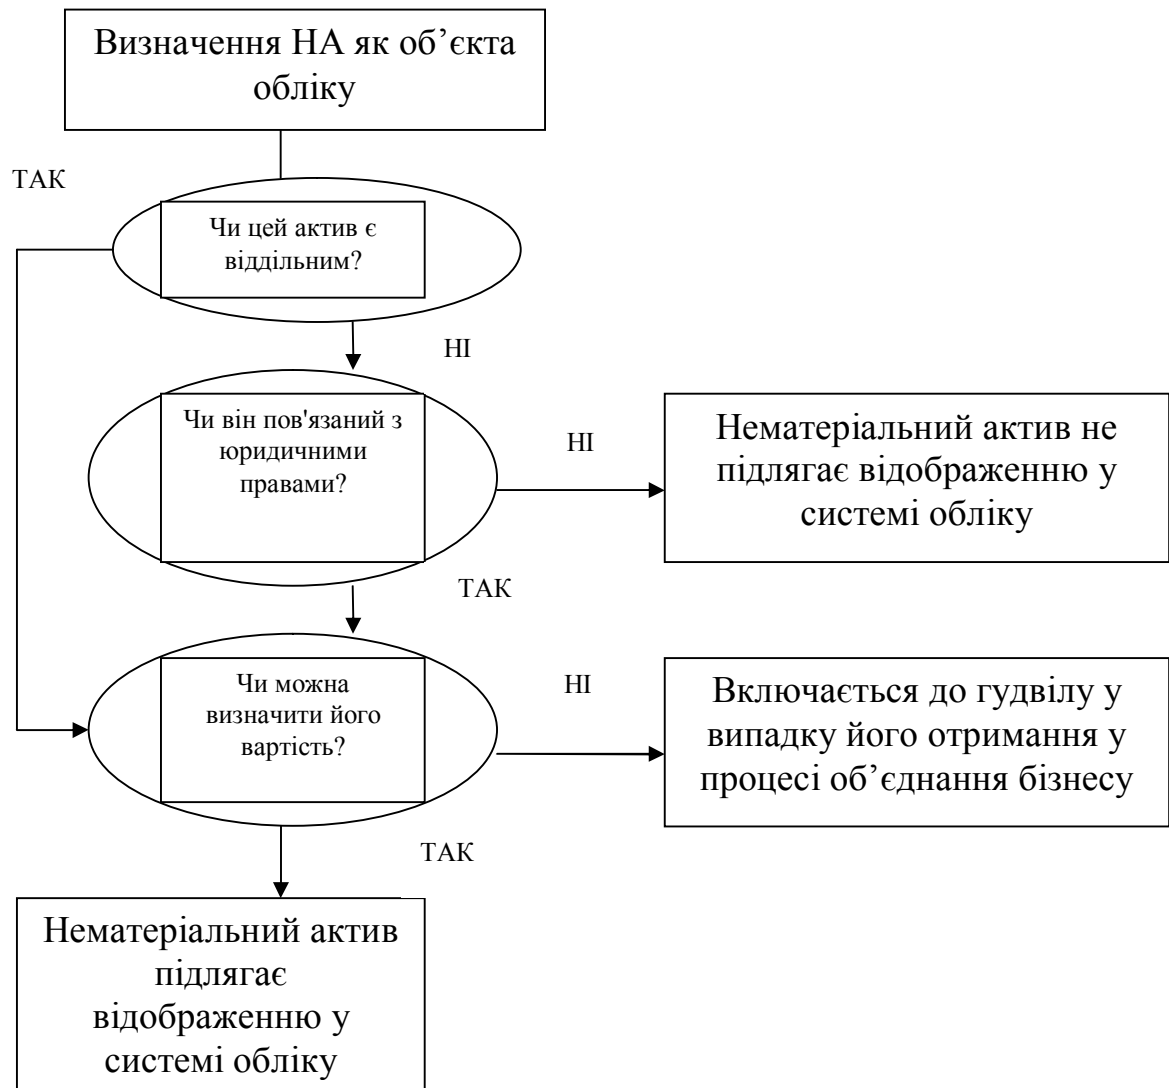 Визначення НА як об’єкта
обліку
ТАК
Чи цей актив є
віддільним?
НІ
Чи він пов'язаний з
юридичними
правами?
НІ
Нематеріальний актив не
підлягає відображенню у
системі обліку
ТАК
Чи можна
визначити його
вартість?
НІ
Включається до гудвілу у
випадку його отримання у
процесі об’єднання бізнесу
ТАК
Нематеріальний актив
підлягає
відображенню у
системі обліку